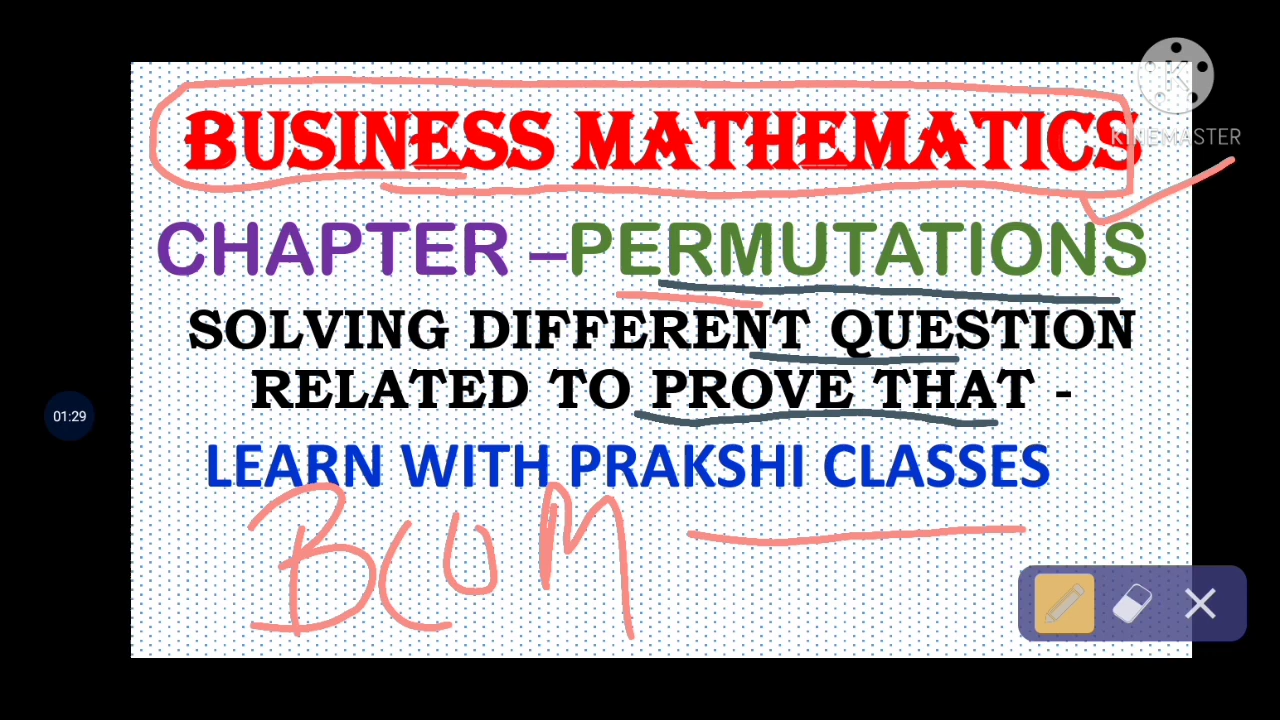 BUSINESS MATHEMATICS
K
KINEMASTER
CHAPTER –PERMUTATIONS
SOLVING DIFFERENT QUESTION
RELATED TO PROVE THAT -
01:29
LEARN WITH PRAKSHI CLASSES
BCOM